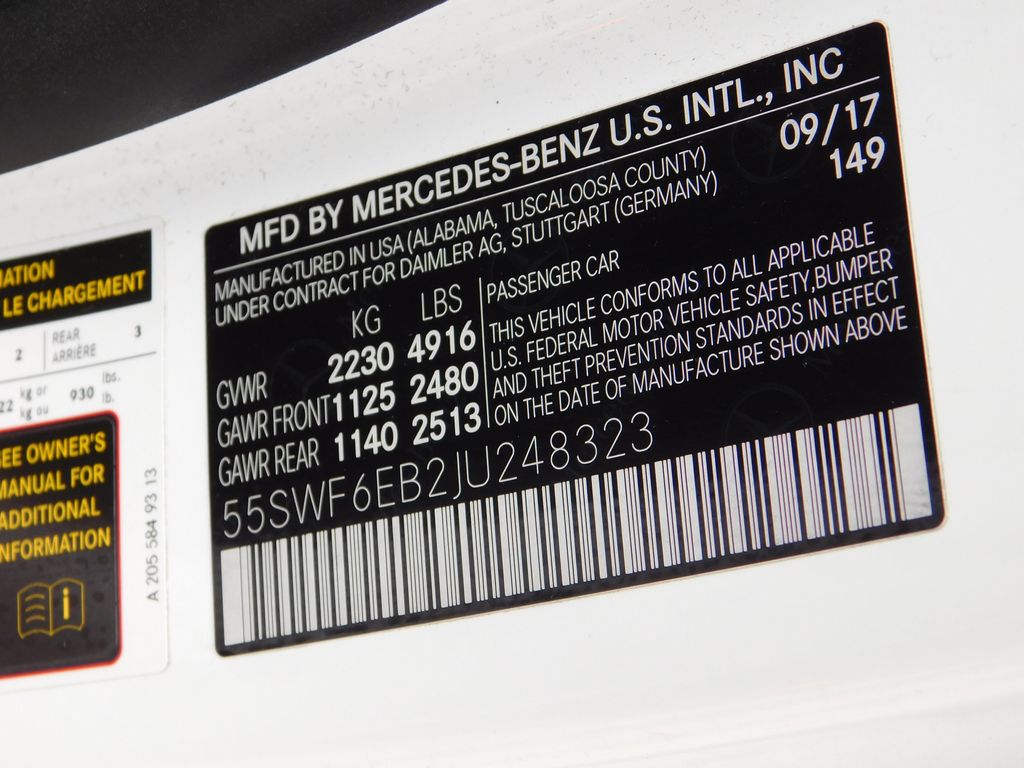 MFD BY MERCEDES-BENZ U.S. INTL., INC
MANUFACTURED IN USA (ALABAMA, TUSCALOOSA COUNTY)
UNDER CONTRACT FOR DAIMLER AG, STUTTGART (GERMANY)
09/17
149
KG LBS
GVWR 2230 4916
GAWR FRONT 1125 2480
GAWR REAR 1140 2513
PASSENGER CAR
THIS VEHICLE CONFORMS TO ALL APPLICABLE
U.S. FEDERAL MOTOR VEHICLE SAFETY,BUMPER
AND THEFT PREVENTION STANDARDS IN EFFECT
ON THE DATE OF MANUFACTURE SHOWN ABOVE
55SWF6EB2JU248323
LE CHARGEMENT
2 REAR 3
ARRIÈRE
kg or 930 lbs.
kg ou lb.
OWNER'S
MANUAL FOR
ADDITIONAL
INFORMATION
i
A 205 584 93 13